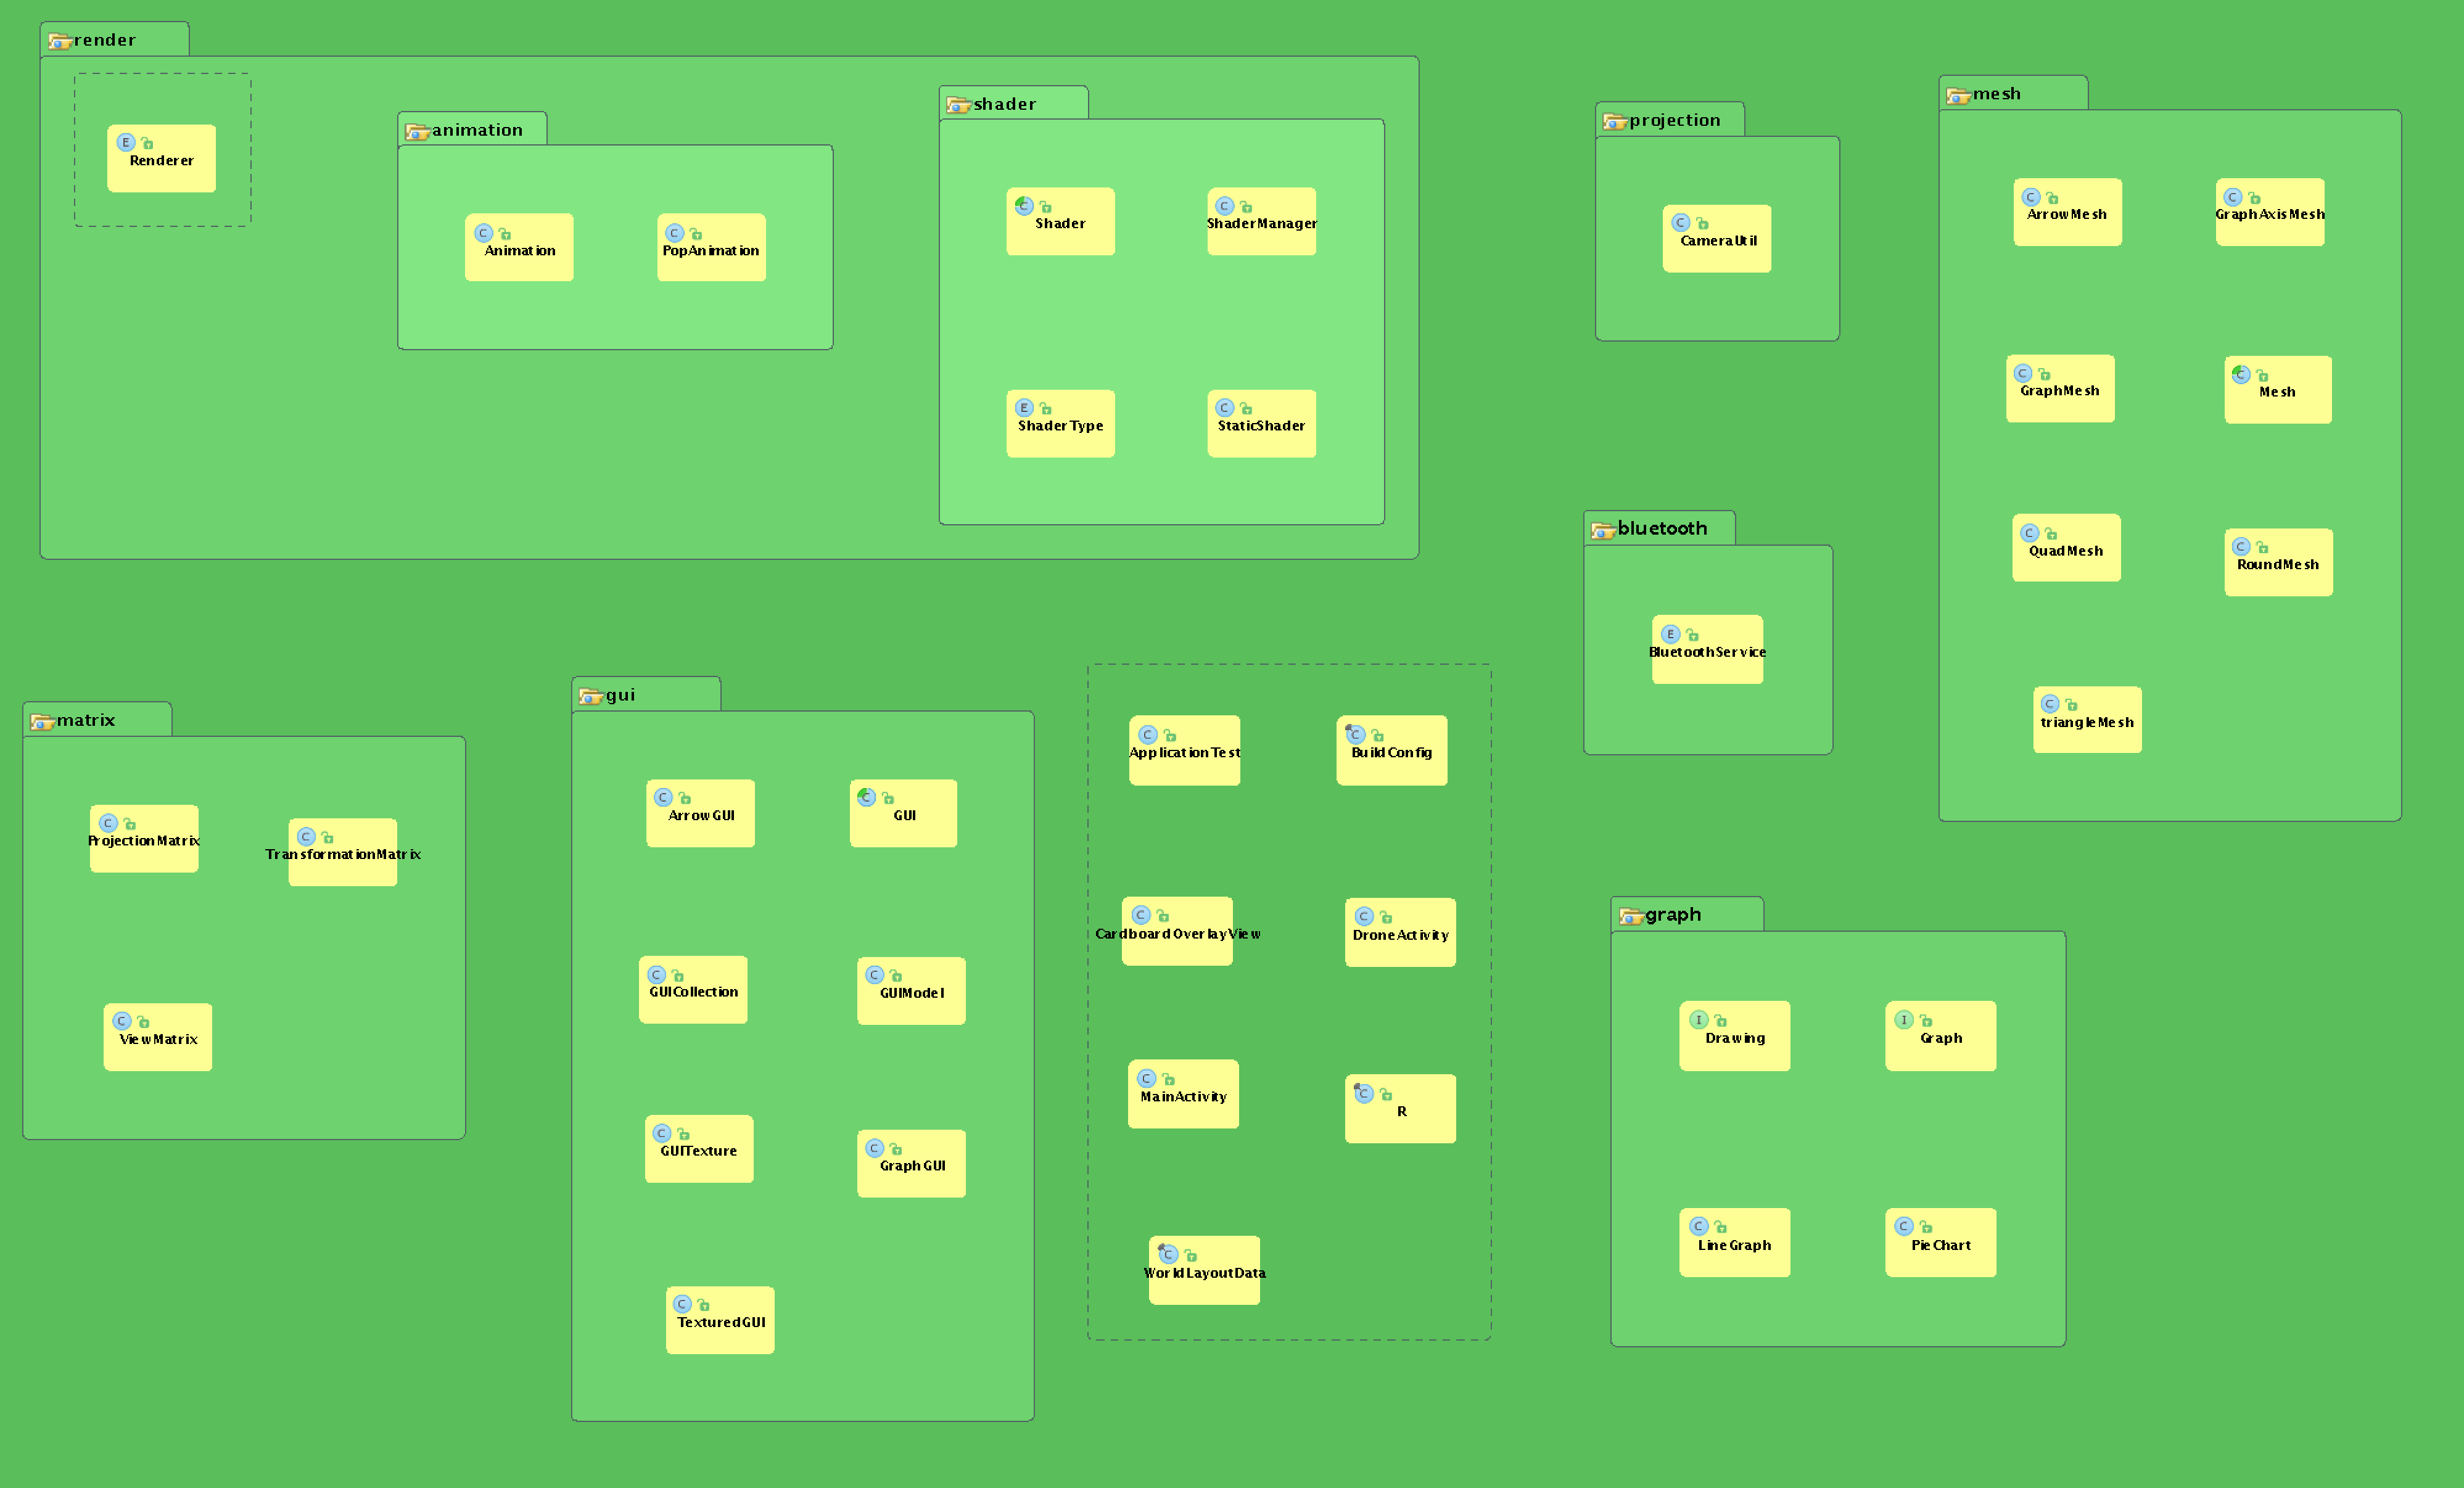 render
E
Renderer
animation
C
Animation
C
PopAnimation
shader
C
Shader
C
ShaderManager
E
ShaderType
C
StaticShader
projection
C
CameraUtil
mesh
C
ArrowMesh
C
GraphAxisMesh
C
GraphMesh
C
Mesh
C
QuadMesh
C
RoundMesh
C
triangleMesh
bluetooth
E
BluetoothService
matrix
C
ProjectionMatrix
C
TransformationMatrix
C
ViewMatrix
gui
C
ArrowGUI
C
GUI
C
GUICollection
C
GUIModel
C
GUITexture
C
GraphGUI
C
TexturedGUI
C
ApplicationTest
C
BuildConfig
C
CardboardOverlayView
C
DroneActivity
C
MainActivity
C
R
C
WorldLayoutData
graph
I
Drawing
I
Graph
C
LineGraph
C
PieChart